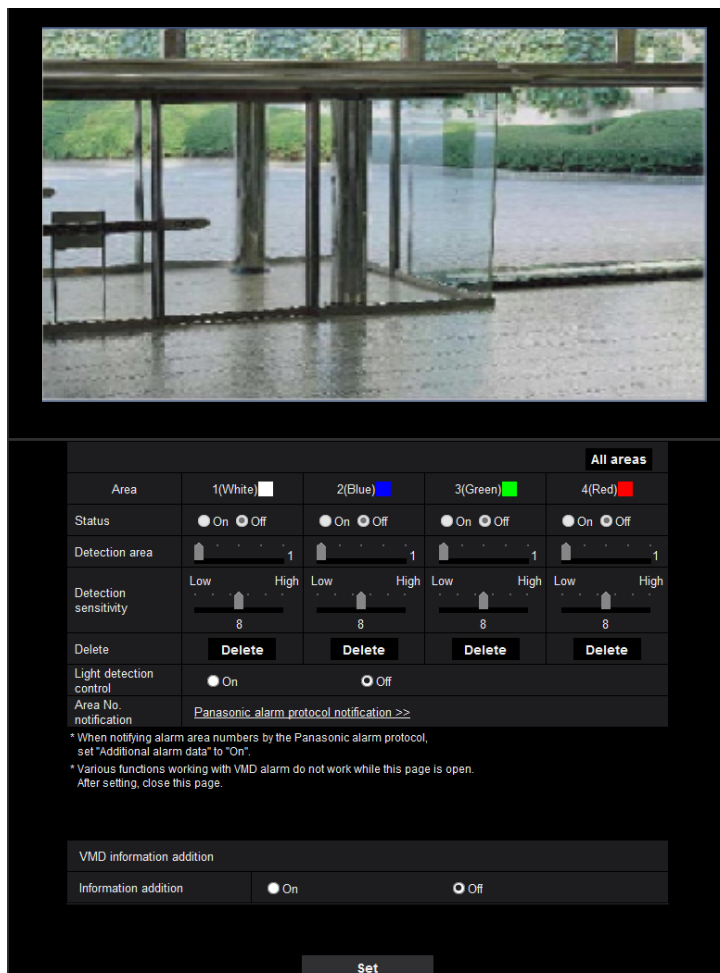 All areas
Area 1(White) 2(Blue) 3(Green) 4(Red)
Status On Off On Off On Off On Off
Detection area 1 1 1 1
Detection sensitivity Low High Low High Low High Low High
8 8 8 8
Delete Delete Delete Delete Delete
Light detection control On Off
Area No. notification Panasonic alarm protocol notification >>
* When notifying alarm area numbers by the Panasonic alarm protocol,
set "Additional alarm data" to "On".
* Various functions working with VMD alarm do not work while this page is open.
After setting, close this page.
VMD information addition
Information addition On Off
Set